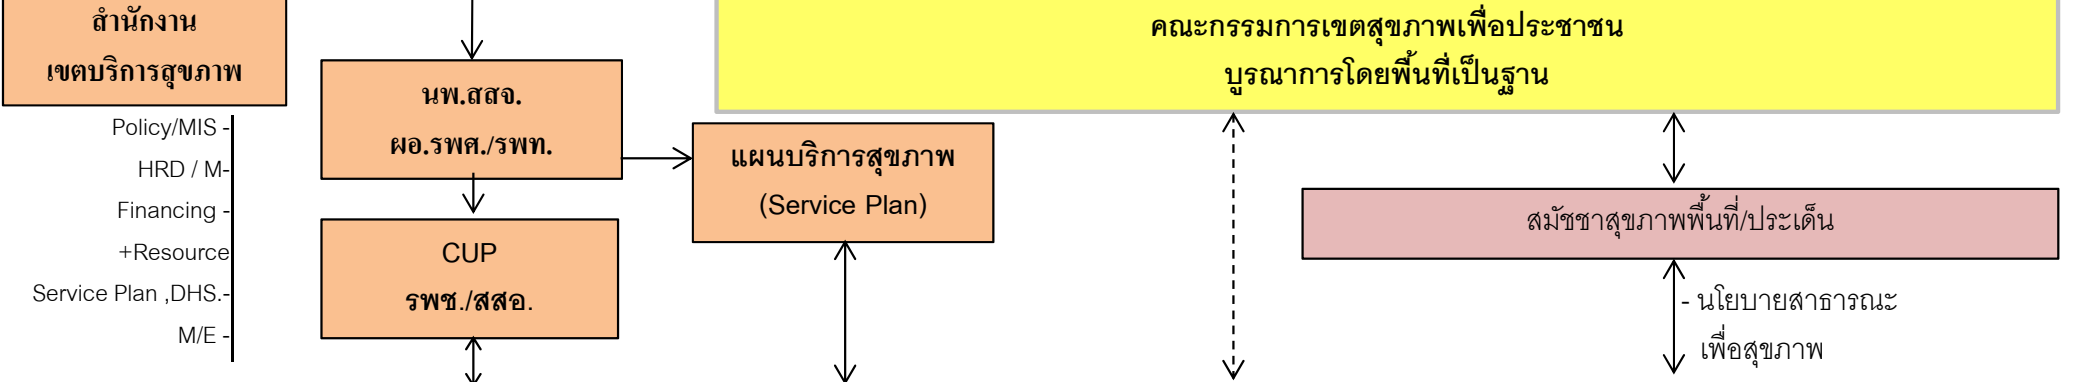 สำนักงาน
เขตบริการสุขภาพ
Policy/MIS -
HRD / M-
Financing -
+Resource
Service Plan ,DHS.-
M/E -
นพ.สสจ.
ผอ.รพศ./รพท.
CUP
รพช./สสอ.
แผนบริการสุขภาพ
(Service Plan)
คณะกรรมการเขตสุขภาพเพื่อประชาชน
บูรณาการโดยพื้นที่เป็นฐาน
สมัชชาสุขภาพพื้นที่/ประเด็น
- นโยบายสาธารณะ
เพื่อสุขภาพ